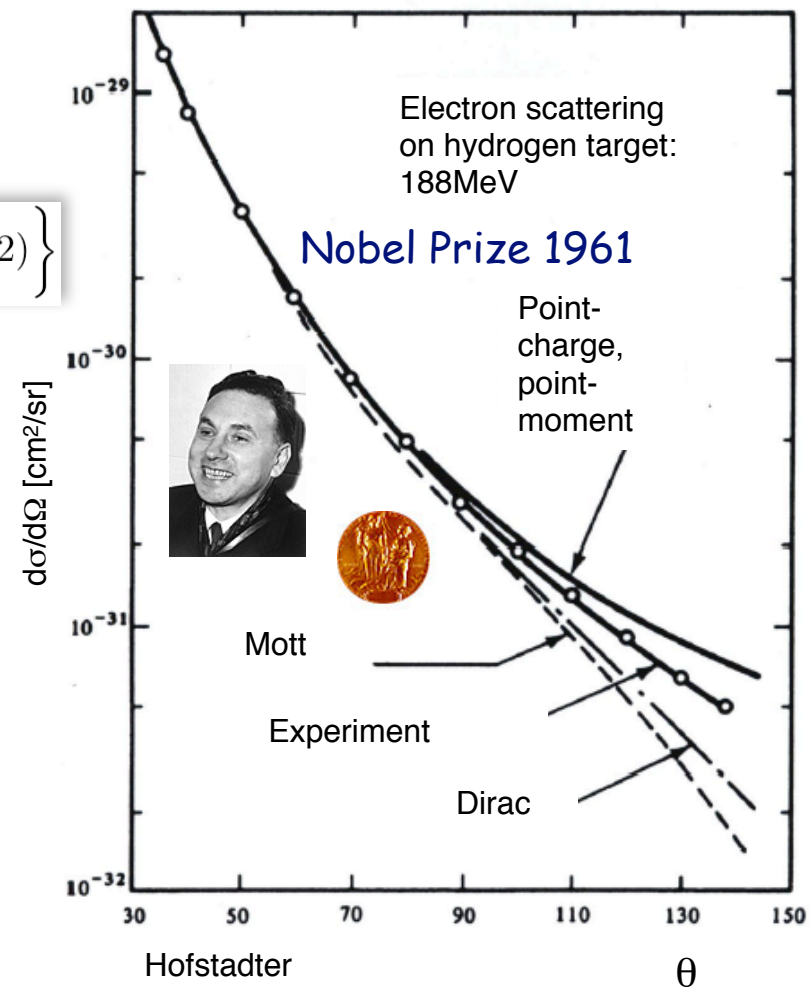 10⁻²⁹
Electron scattering
on hydrogen target:
188MeV
2)}
Nobel Prize 1961
Point-
charge,
point-
moment
10⁻³⁰
dσ/dΩ [cm²/sr]
10⁻³¹
Mott
Experiment
Dirac
10⁻³²
30 50 70 90 110 130 150
Hofstadter θ